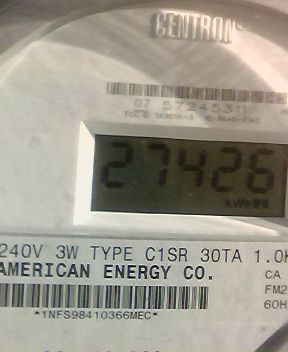 CENTRON®
07 57245311
27426
kWh
240V 3W TYPE C1SR 30TA 1.0K
AMERICAN ENERGY CO.
CA
FM2
60H
*1NFS98410366MEC*